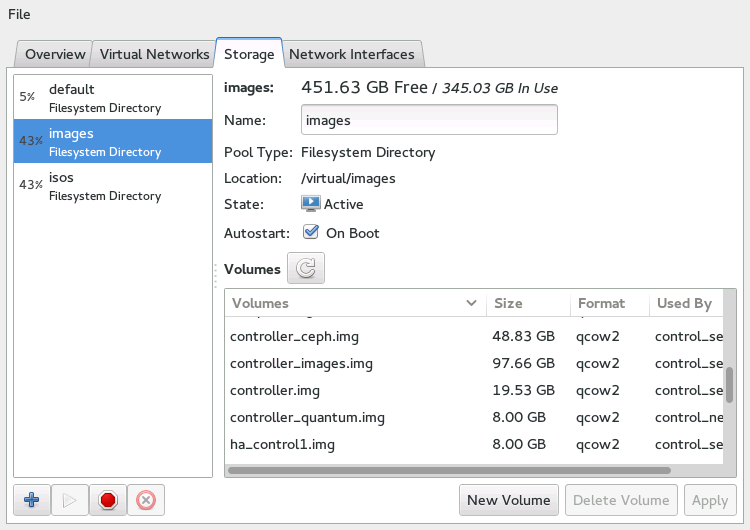 File
Overview
Virtual Networks
Storage
Network Interfaces
5%
default
Filesystem Directory
43%
images
Filesystem Directory
43%
isos
Filesystem Directory
images:
451.63 GB Free / 345.03 GB In Use
Name:
images
Pool Type:
Filesystem Directory
Location:
/virtual/images
State:
Active
Autostart:
On Boot
Volumes
Volumes
Size
Format
Used By
controller_ceph.img
48.83 GB
qcow2
control_se
controller_images.img
97.66 GB
qcow2
control_se
controller.img
19.53 GB
qcow2
control_se
controller_quantum.img
8.00 GB
qcow2
control_ne
ha_control1.img
8.00 GB
qcow2
control_se
New Volume
Delete Volume
Apply